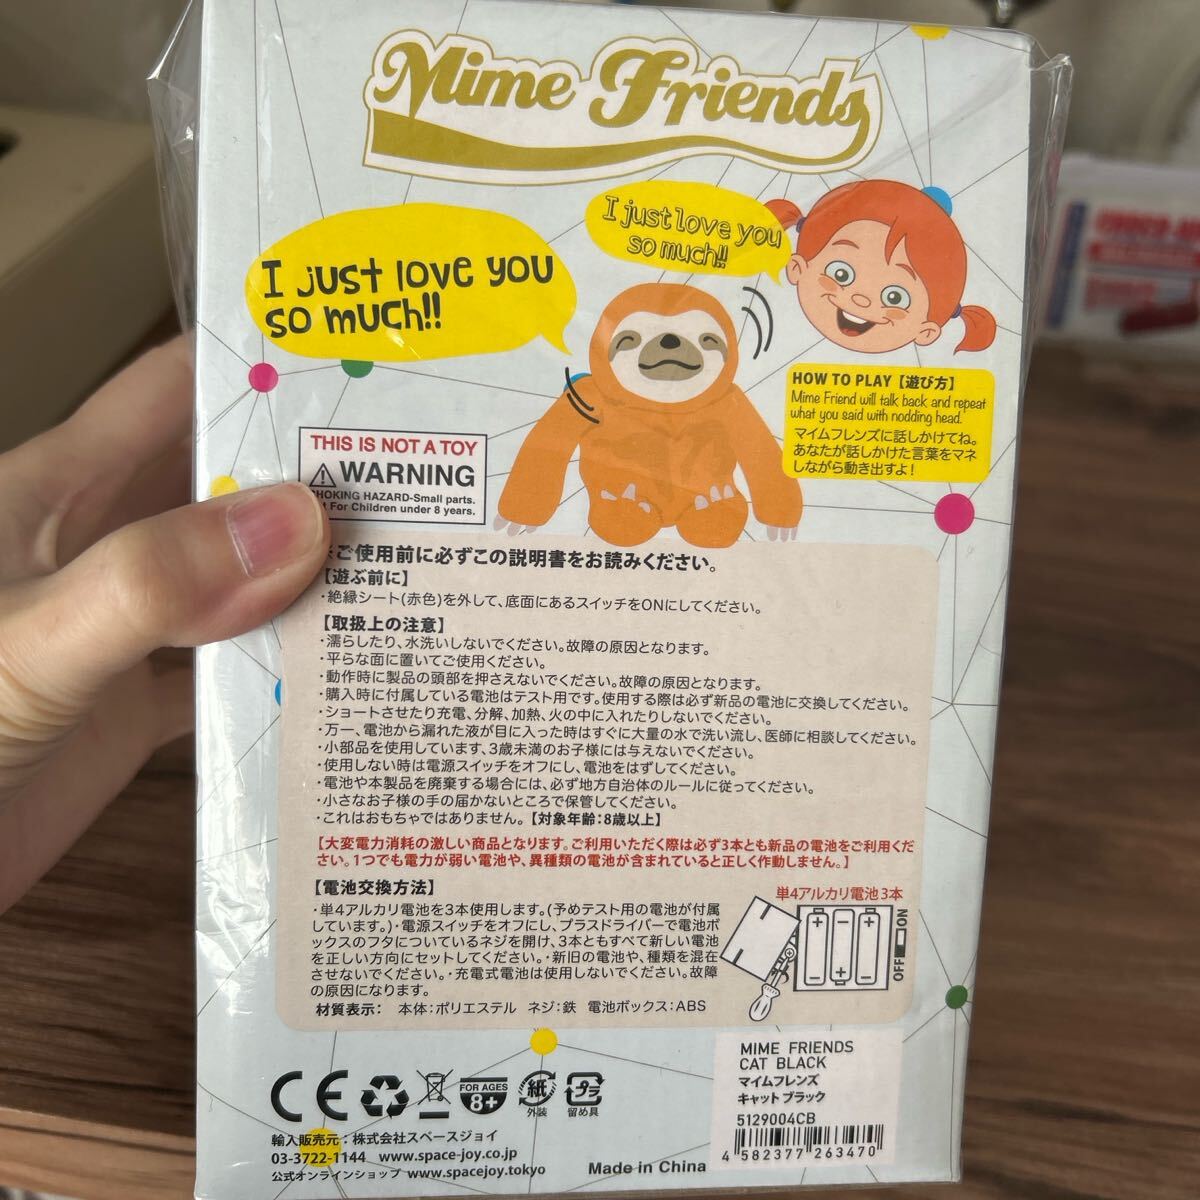 Mime Friends
I just love you
so much!!
I just love you
so much!!
HOW TO PLAY【遊び方】
Mime Friend will talk back and repeat
what you said with nodding head.
マイムフレンズに話しかけてね。
あなたが話しかけた言葉をマネ
しながら動き出すよ!
THIS IS NOT A TOY
WARNING
HOKING HAZARD-Small parts.
For Children under 8 years.
※ご使用前に必ずこの説明書をお読みください。
【遊ぶ前に】
・絶縁シート(赤色)を外して、底面にあるスイッチをONにしてください。
【取扱上の注意】
・濡らしたり、水洗いしないでください。故障の原因となります。
・平らな面に置いてご使用ください。
・動作時に製品の頭部を押さえないでください。故障の原因となります。
・購入時に付属している電池はテスト用です。使用する際は必ず新品の電池に交換してください。
・ショートさせたり充電、分解、加熱、火の中に入れたりしないでください。
・万一、電池から漏れた液が目に入った時はすぐに大量の水で洗い流し、医師に相談してください。
・小部品を使用しています、3歳未満のお子様には与えないでください。
・使用しない時は電源スイッチをオフにし、電池をはずしてください。
・電池や本製品を廃棄する場合には、必ず地方自治体のルールに従ってください。
・小さなお子様の手の届かないところで保管してください。
・これはおもちゃではありません。【対象年齢:8歳以上】
【大変電力消耗の激しい商品となります。ご利用いただく際は必ず3本とも新品の電池をご利用くだ
さい。1つでも電力が弱い電池や、異種類の電池が含まれていると正しく作動しません。】
【電池交換方法】
・単4アルカリ電池を3本使用します。(予めテスト用の電池が付属
しています。)・電源スイッチをオフにし、プラスドライバーで電池ボ
ックスのフタについているネジを開け、3本ともすべて新しい電池
を正しい方向にセットしてください。・新旧の電池や、種類を混在
させないでください。・充電式電池は使用しないでください。故障
の原因になります。
材質表示: 本体:ポリエステル ネジ:鉄 電池ボックス:ABS
単4アルカリ電池3本
OFF ON
CE
FOR AGES
8+
紙
外装
プラ
留め具
輸入販売元:株式会社スペースジョイ
03-3722-1144 www.space-joy.co.jp
公式オンラインショップ www.spacejoy.tokyo
Made in China
MIME FRIENDS
CAT BLACK
マイムフレンズ
キャット ブラック
5129004CB
4 582377 263470